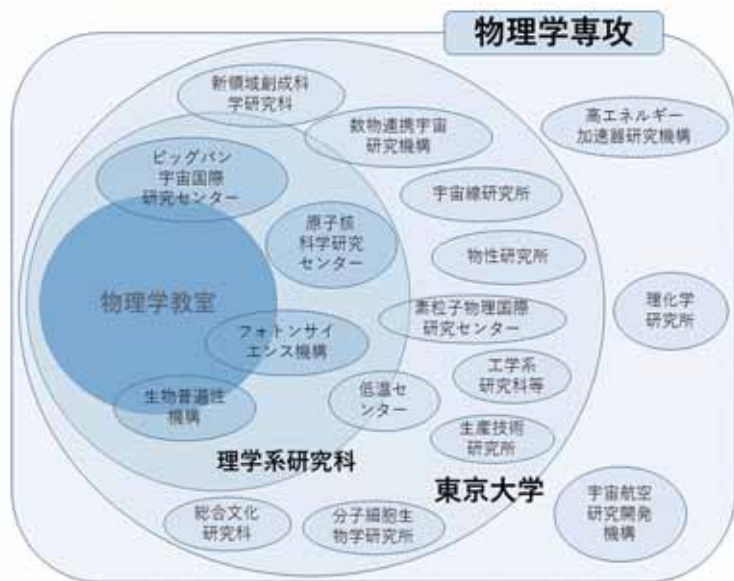 物理学専攻
新領域創成科
学研究科
数物連携宇宙
研究機構
高エネルギー
加速器研究機構
ビッグバン
宇宙国際
研究センター
宇宙線研究所
原子核
科学研究
センター
物性研究所
物理学教室
素粒子物理国際
研究センター
理化学
研究所
フォトンサイ
エンス機構
工学系
研究科等
生物普遍性
機構
低温セ
ンター
生産技術
研究所
理学系研究科
東京大学
総合文化
研究科
分子細胞生
物学研究所
宇宙航空
研究開発
機構